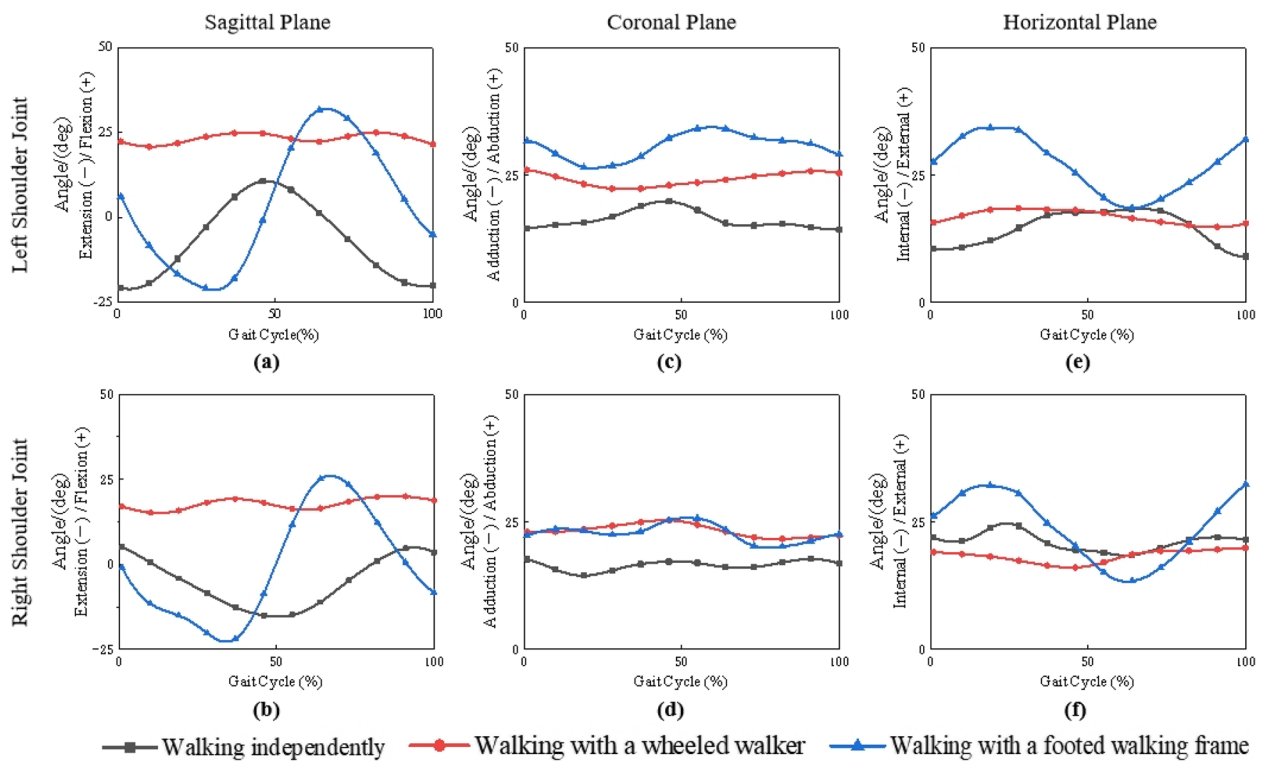 Sagittal Plane
Coronal Plane
Horizontal Plane
Left Shoulder Joint
Angle/(deg)
Extension (−)/ Flexion (+)
50
25
0
-25
0
50
100
Gait Cycle(%)
(a)
Angle/(deg)
Adduction (−)/ Abduction (+)
50
25
0
0
50
100
Gait Cycle (%)
(c)
Angle/(deg)
Internal (−) / External (+)
50
25
0
0
50
100
Gait Cycle (%)
(e)
Right Shoulder Joint
Angle/(deg)
Extension (−) / Flexion (+)
50
25
0
−25
0
50
100
Gait Cycle (%)
(b)
Angle/(deg)
Adduction (−) / Abduction (+)
50
25
0
0
50
100
Gait Cycle (%)
(d)
Angle/(deg)
Internal (−) / External (+)
50
25
0
0
50
100
Gait Cycle (%)
(f)
Walking independently
Walking with a wheeled walker
Walking with a footed walking frame